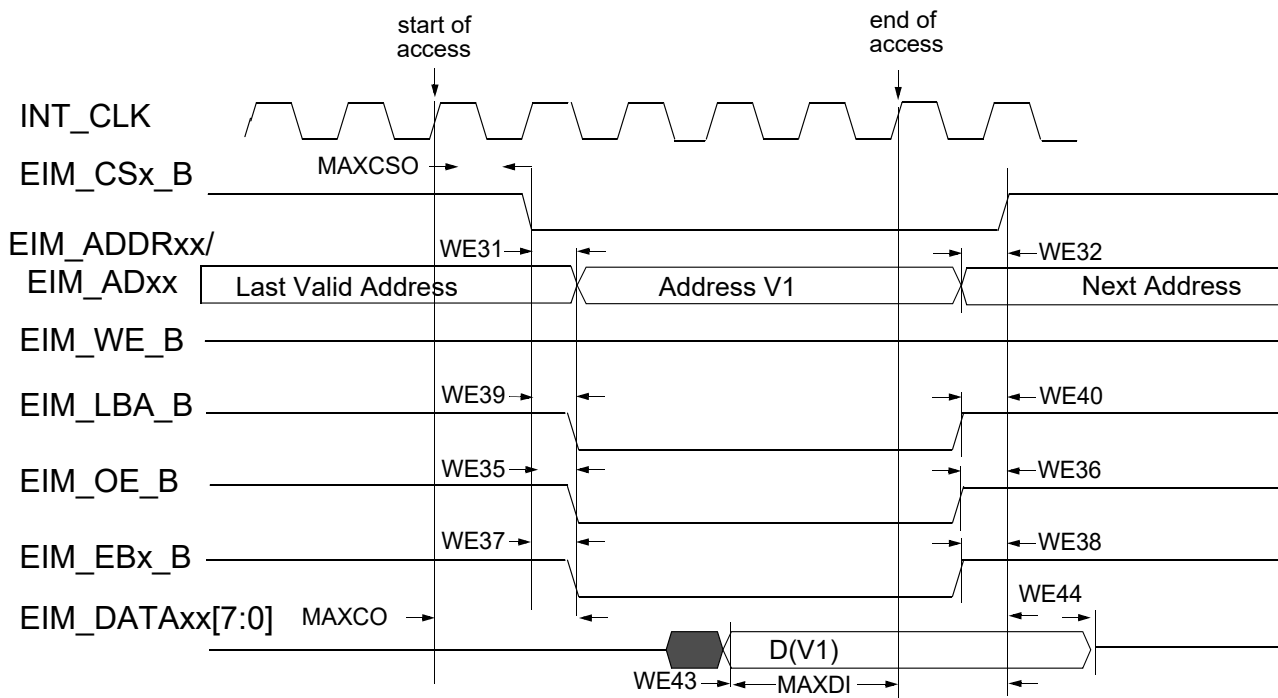 start of
access
end of
access
INT_CLK
MAXCSO
EIM_CSx_B
EIM_ADDRxx/
EIM_ADxx
WE31
WE32
Last Valid Address
Address V1
Next Address
EIM_WE_B
WE39
WE40
EIM_LBA_B
WE35
WE36
EIM_OE_B
WE37
WE38
EIM_EBx_B
WE44
EIM_DATAxx[7:0]
MAXCO
D(V1)
WE43
MAXDI